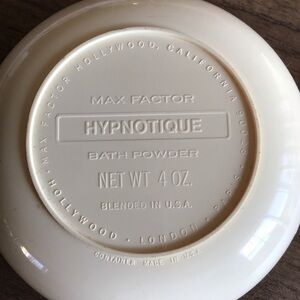 MAX FACTOR HOLLYWOOD, CALIFORNIA 90028
MAX FACTOR
HYPNOTIQUE
BATH POWDER
NET WT 4 OZ.
BLENDED IN U.S.A.
• HOLLYWOOD • LONDON • PARIS •
CONTAINER MADE IN U.S.A.